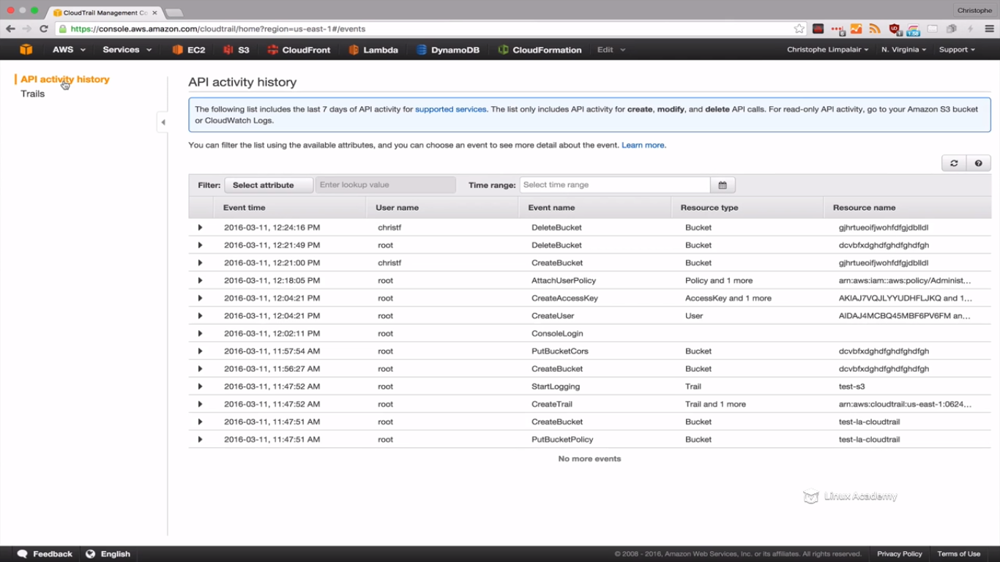 CloudTrail Management Co
Christophe
https://console.aws.amazon.com/cloudtrail/home?region=us-east-1#/events
AWS Services EC2 S3 CloudFront Lambda DynamoDB CloudFormation Edit Christophe Limpalair N. Virginia Support
API activity history
Trails
API activity history
The following list includes the last 7 days of API activity for supported services. The list only includes API activity for create, modify, and delete API calls. For read-only API activity, go to your Amazon S3 bucket
or CloudWatch Logs.
You can filter the list using the available attributes, and you can choose an event to see more detail about the event. Learn more.
Filter: Select attribute Enter lookup value Time range: Select time range
Event time User name Event name Resource type Resource name
2016-03-11, 12:24:16 PM christf DeleteBucket Bucket gjhrtueoifjwohfdfgjdblldl
2016-03-11, 12:21:49 PM root DeleteBucket Bucket dcvbfxdghdfghdfghdfgh
2016-03-11, 12:21:00 PM christf CreateBucket Bucket gjhrtueoifjwohfdfgjdblldl
2016-03-11, 12:18:05 PM root AttachUserPolicy Policy and 1 more arn:aws:iam::aws:policy/Administ...
2016-03-11, 12:04:21 PM root CreateAccessKey AccessKey and 1 more AKIAJ7VQJLYYUDHFLJKQ and 1...
2016-03-11, 12:04:21 PM root CreateUser User AIDAJ4MCBQ45MBF6PV6FM an...
2016-03-11, 12:02:11 PM root ConsoleLogin
2016-03-11, 11:57:54 AM root PutBucketCors Bucket dcvbfxdghdfghdfghdfgh
2016-03-11, 11:56:27 AM root CreateBucket Bucket dcvbfxdghdfghdfghdfgh
2016-03-11, 11:47:52 AM root StartLogging Trail test-s3
2016-03-11, 11:47:52 AM root CreateTrail Trail and 1 more arn:aws:cloudtrail:us-east-1:0624...
2016-03-11, 11:47:51 AM root CreateBucket Bucket test-la-cloudtrail
2016-03-11, 11:47:51 AM root PutBucketPolicy Bucket test-la-cloudtrail
No more events
Linux Academy
Feedback English © 2008 - 2016, Amazon Web Services, Inc. or its affiliates. All rights reserved. Privacy Policy Terms of Use